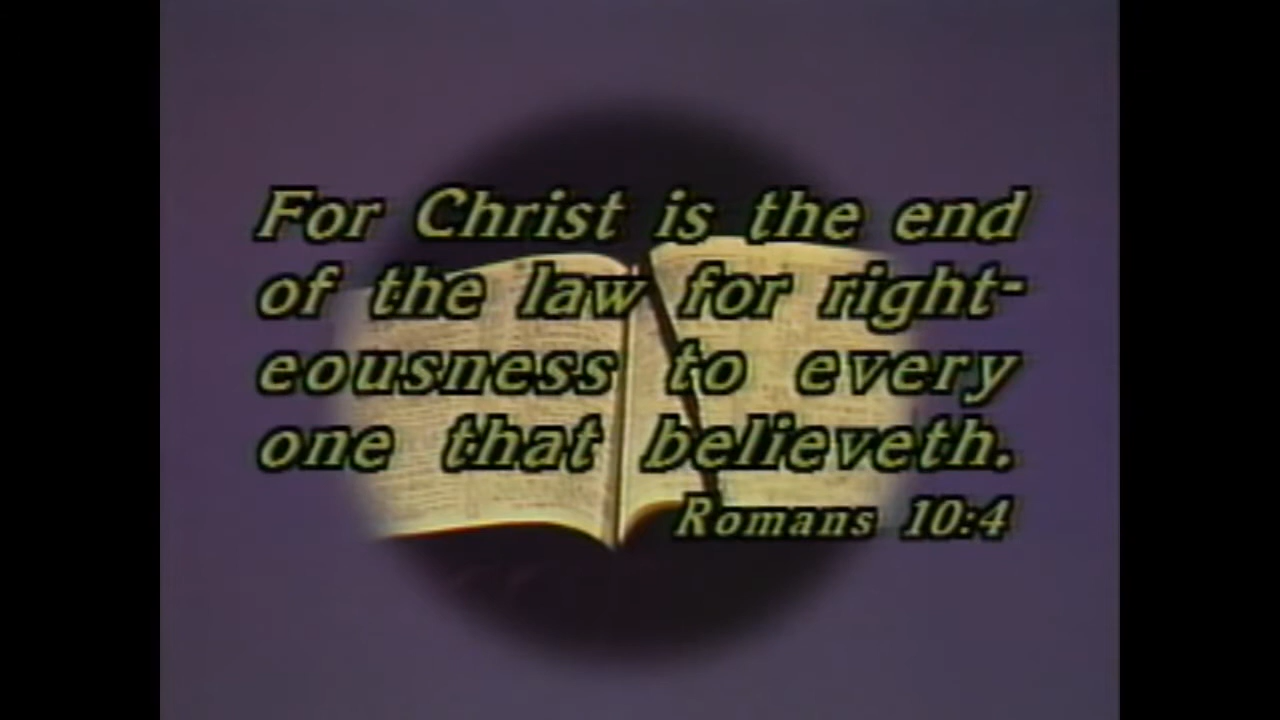 For Christ is the end
of the law for right-
eousness to every
one that believeth.
Romans 10:4